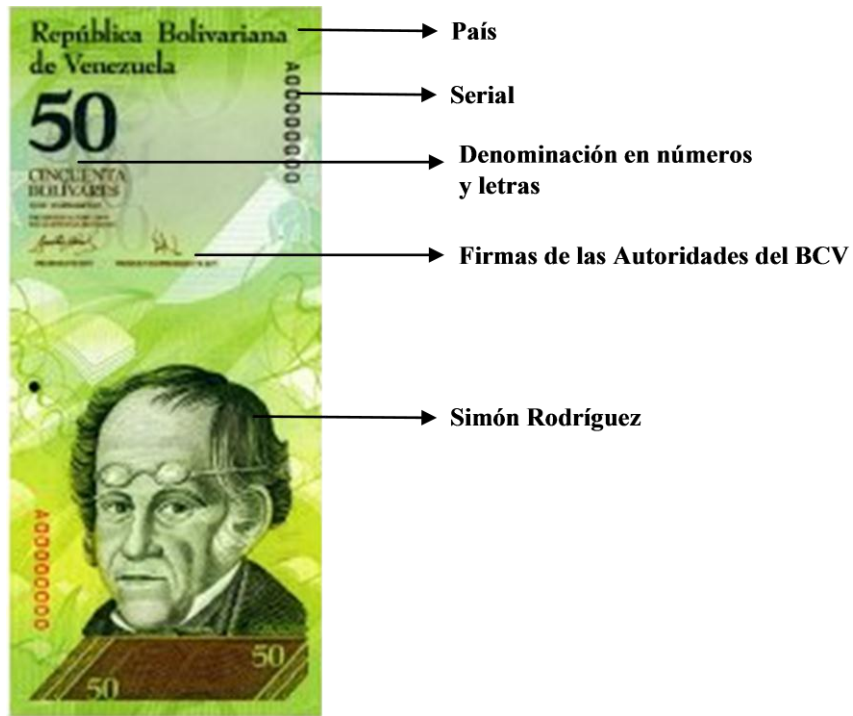 República Bolivariana
de Venezuela
País
A00000000
Serial
50
CINCUENTA
BOLÍVARES
Denominación en números
y letras
Firmas de las Autoridades del BCV
Simón Rodríguez
A00000000
50
50